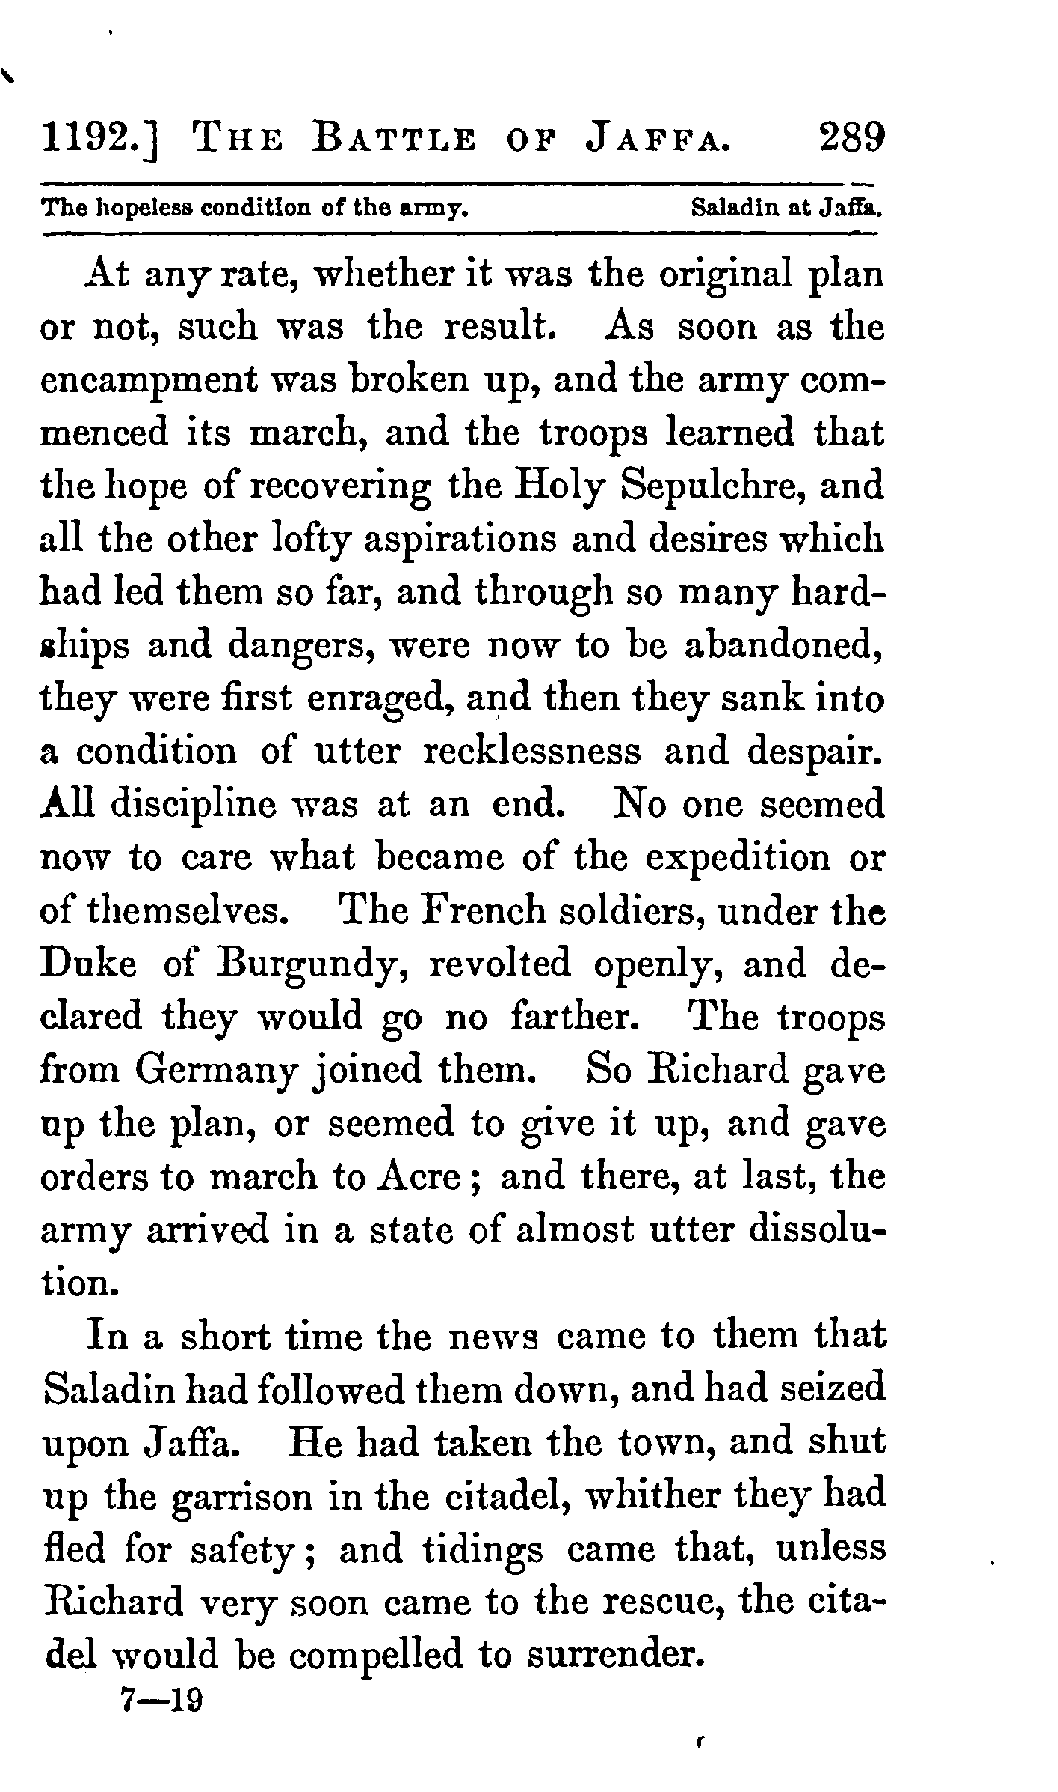 1192.] THE BATTLE OF JAFFA. 289
The hopeless condition of the army. Saladin at Jaffa.
At any rate, whether it was the original plan
or not, such was the result. As soon as the
encampment was broken up, and the army com-
menced its march, and the troops learned that
the hope of recovering the Holy Sepulchre, and
all the other lofty aspirations and desires which
had led them so far, and through so many hard-
ships and dangers, were now to be abandoned,
they were first enraged, and then they sank into
a condition of utter recklessness and despair.
All discipline was at an end. No one seemed
now to care what became of the expedition or
of themselves. The French soldiers, under the
Duke of Burgundy, revolted openly, and de-
clared they would go no farther. The troops
from Germany joined them. So Richard gave
up the plan, or seemed to give it up, and gave
orders to march to Acre; and there, at last, the
army arrived in a state of almost utter dissolu-
tion.
In a short time the news came to them that
Saladin had followed them down, and had seized
upon Jaffa. He had taken the town, and shut
up the garrison in the citadel, whither they had
fled for safety; and tidings came that, unless
Richard very soon came to the rescue, the cita-
del would be compelled to surrender.
7—19